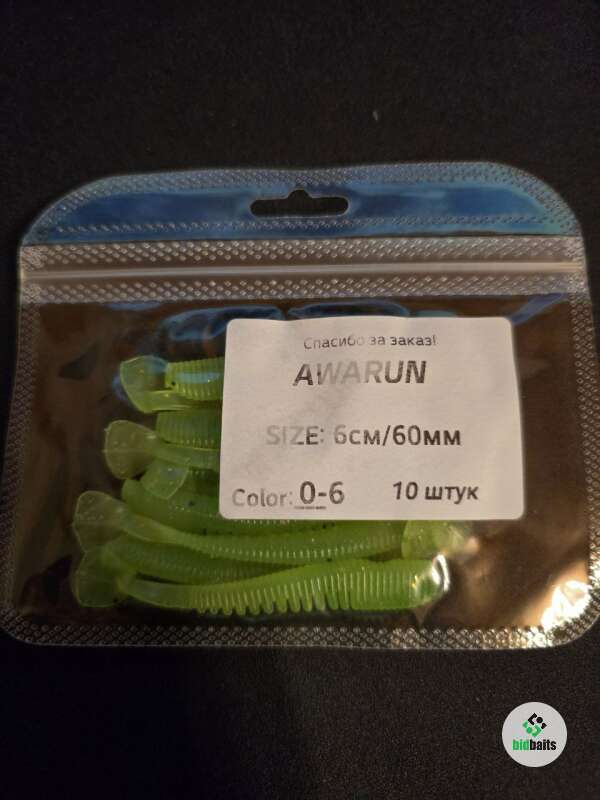 Спасибо за заказ!
AWARUN
SIZE: 6см/60мм
Color: 0-6 10 штук
bidbaits